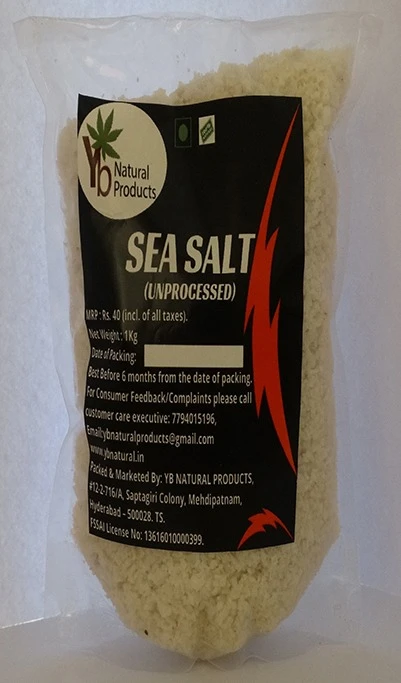 Yb Natural
Products
SEA SALT
(UNPROCESSED)
MRP : Rs. 40 (incl. of all taxes).
Net.Weight.: 1Kg
Date of Packing:
Best Before 6 months from the date of packing.
For Consumer Feedback/Complaints please call
customer care executive: 7794015196,
Email:ybnaturalproducts@gmail.com
www.ybnatural.in
Packed & Marketed By: YB NATURAL PRODUCTS,
#12-2-716/A, Saptagiri Colony, Mehdipatnam,
Hyderabad - 500028. TS.
FSSAI License No: 13616010000399.